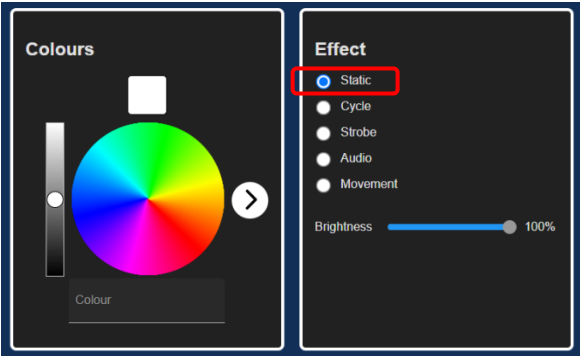 Colours
Colour
Effect
Static
Cycle
Strobe
Audio
Movement
Brightness 100%